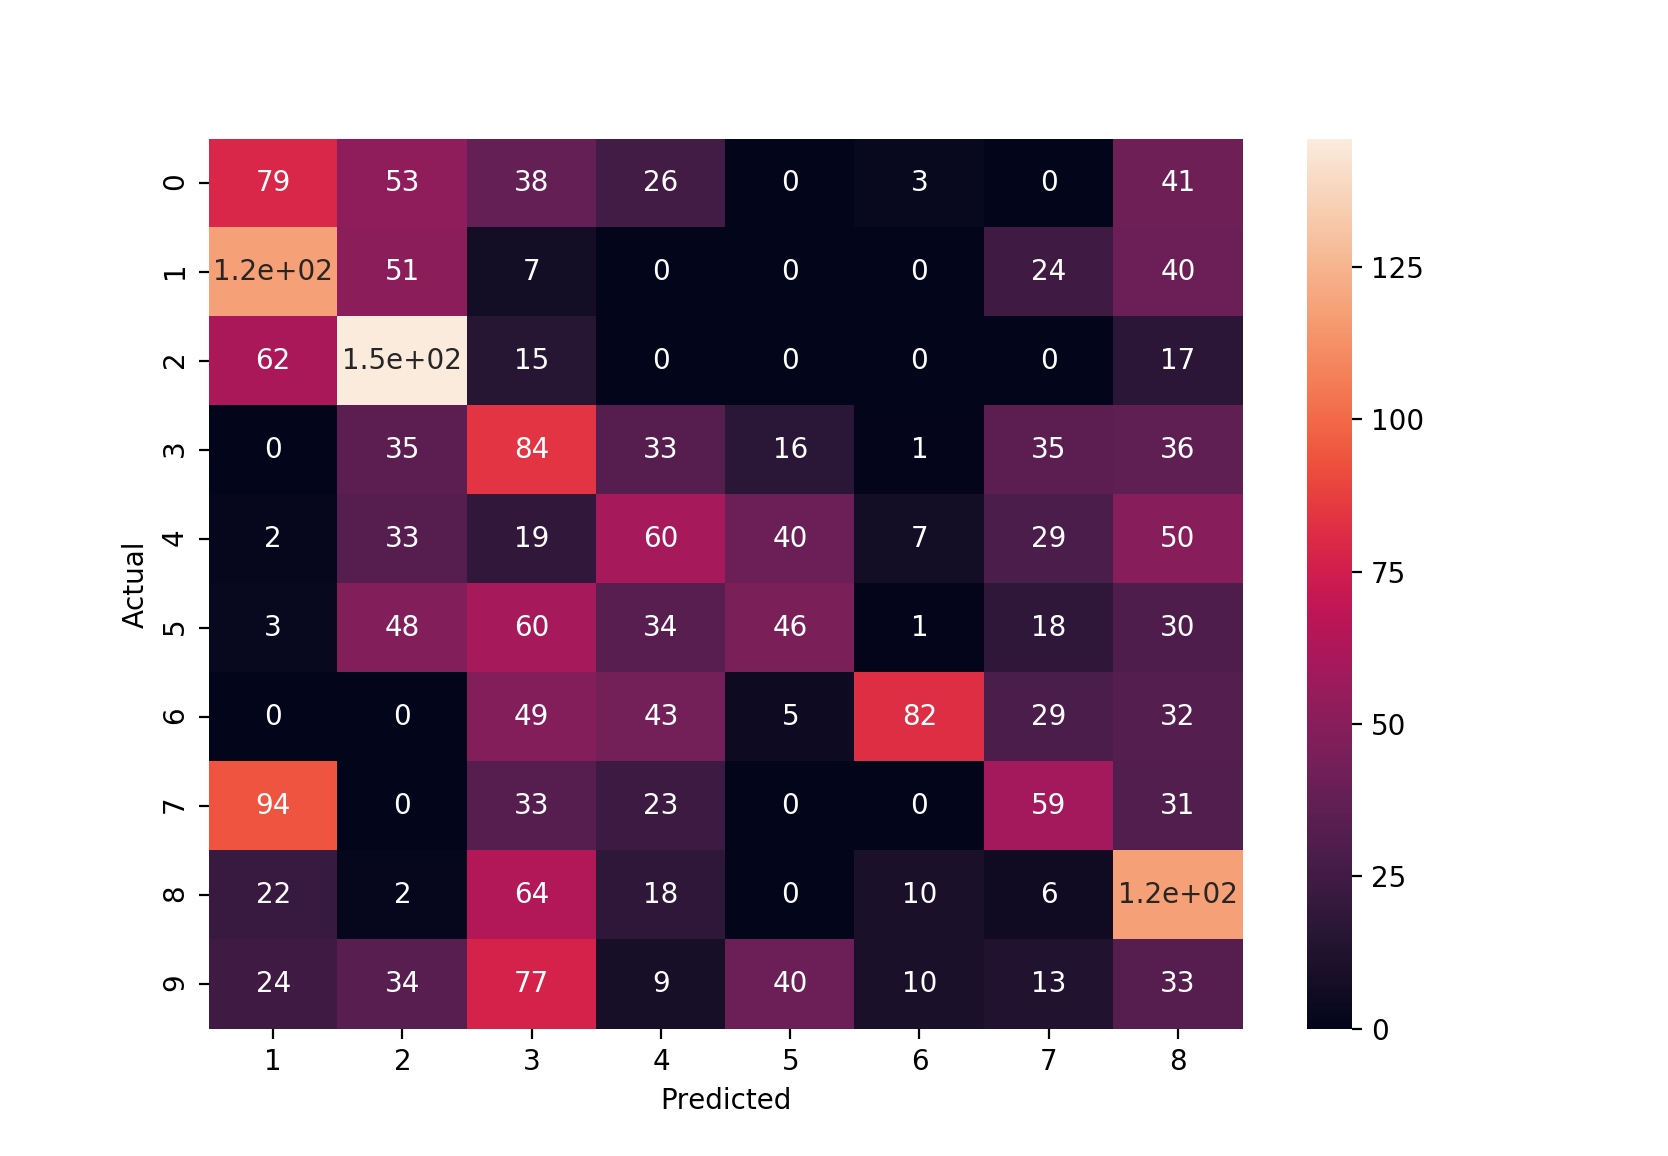 0 79 53 38 26 0 3 0 41
1 1.2e+02 51 7 0 0 0 24 40
125
2 62 1.5e+02 15 0 0 0 0 17
100
3 0 35 84 33 16 1 35 36
4 2 33 19 60 40 7 29 50
75
Actual
5 3 48 60 34 46 1 18 30
6 0 0 49 43 5 82 29 32
50
7 94 0 33 23 0 0 59 31
25
8 22 2 64 18 0 10 6 1.2e+02
9 24 34 77 9 40 10 13 33
0
1 2 3 4 5 6 7 8
Predicted